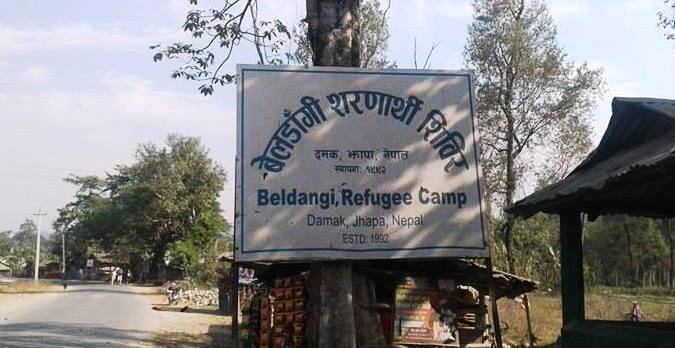 बेलडाँगी शरणार्थी शिविर
दमक, झापा, नेपाल
स्थापना: १९९२
Beldangi, Refugee Camp
Damak, Jhapa, Nepal
ESTD: 1992